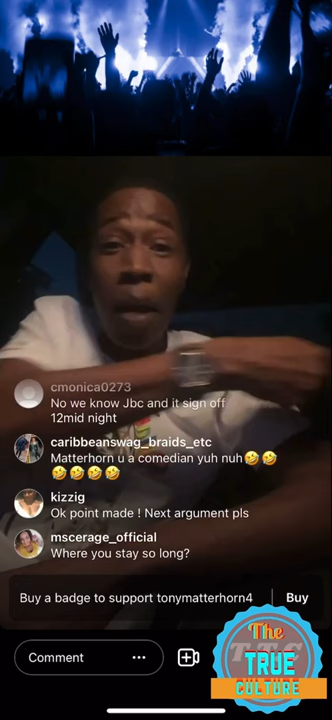 cmonica0273
No we know Jbc and it sign off
12mid night
caribbeanswag_braids_etc
Matterhorn u a comedian yuh nuh🤣🤣
🤣🤣🤣🤣
kizzig
Ok point made ! Next argument pls
mscerage_official
Where you stay so long?
Buy a badge to support tonymatterhorn4
Buy
Comment
The
TRUE
CULTURE